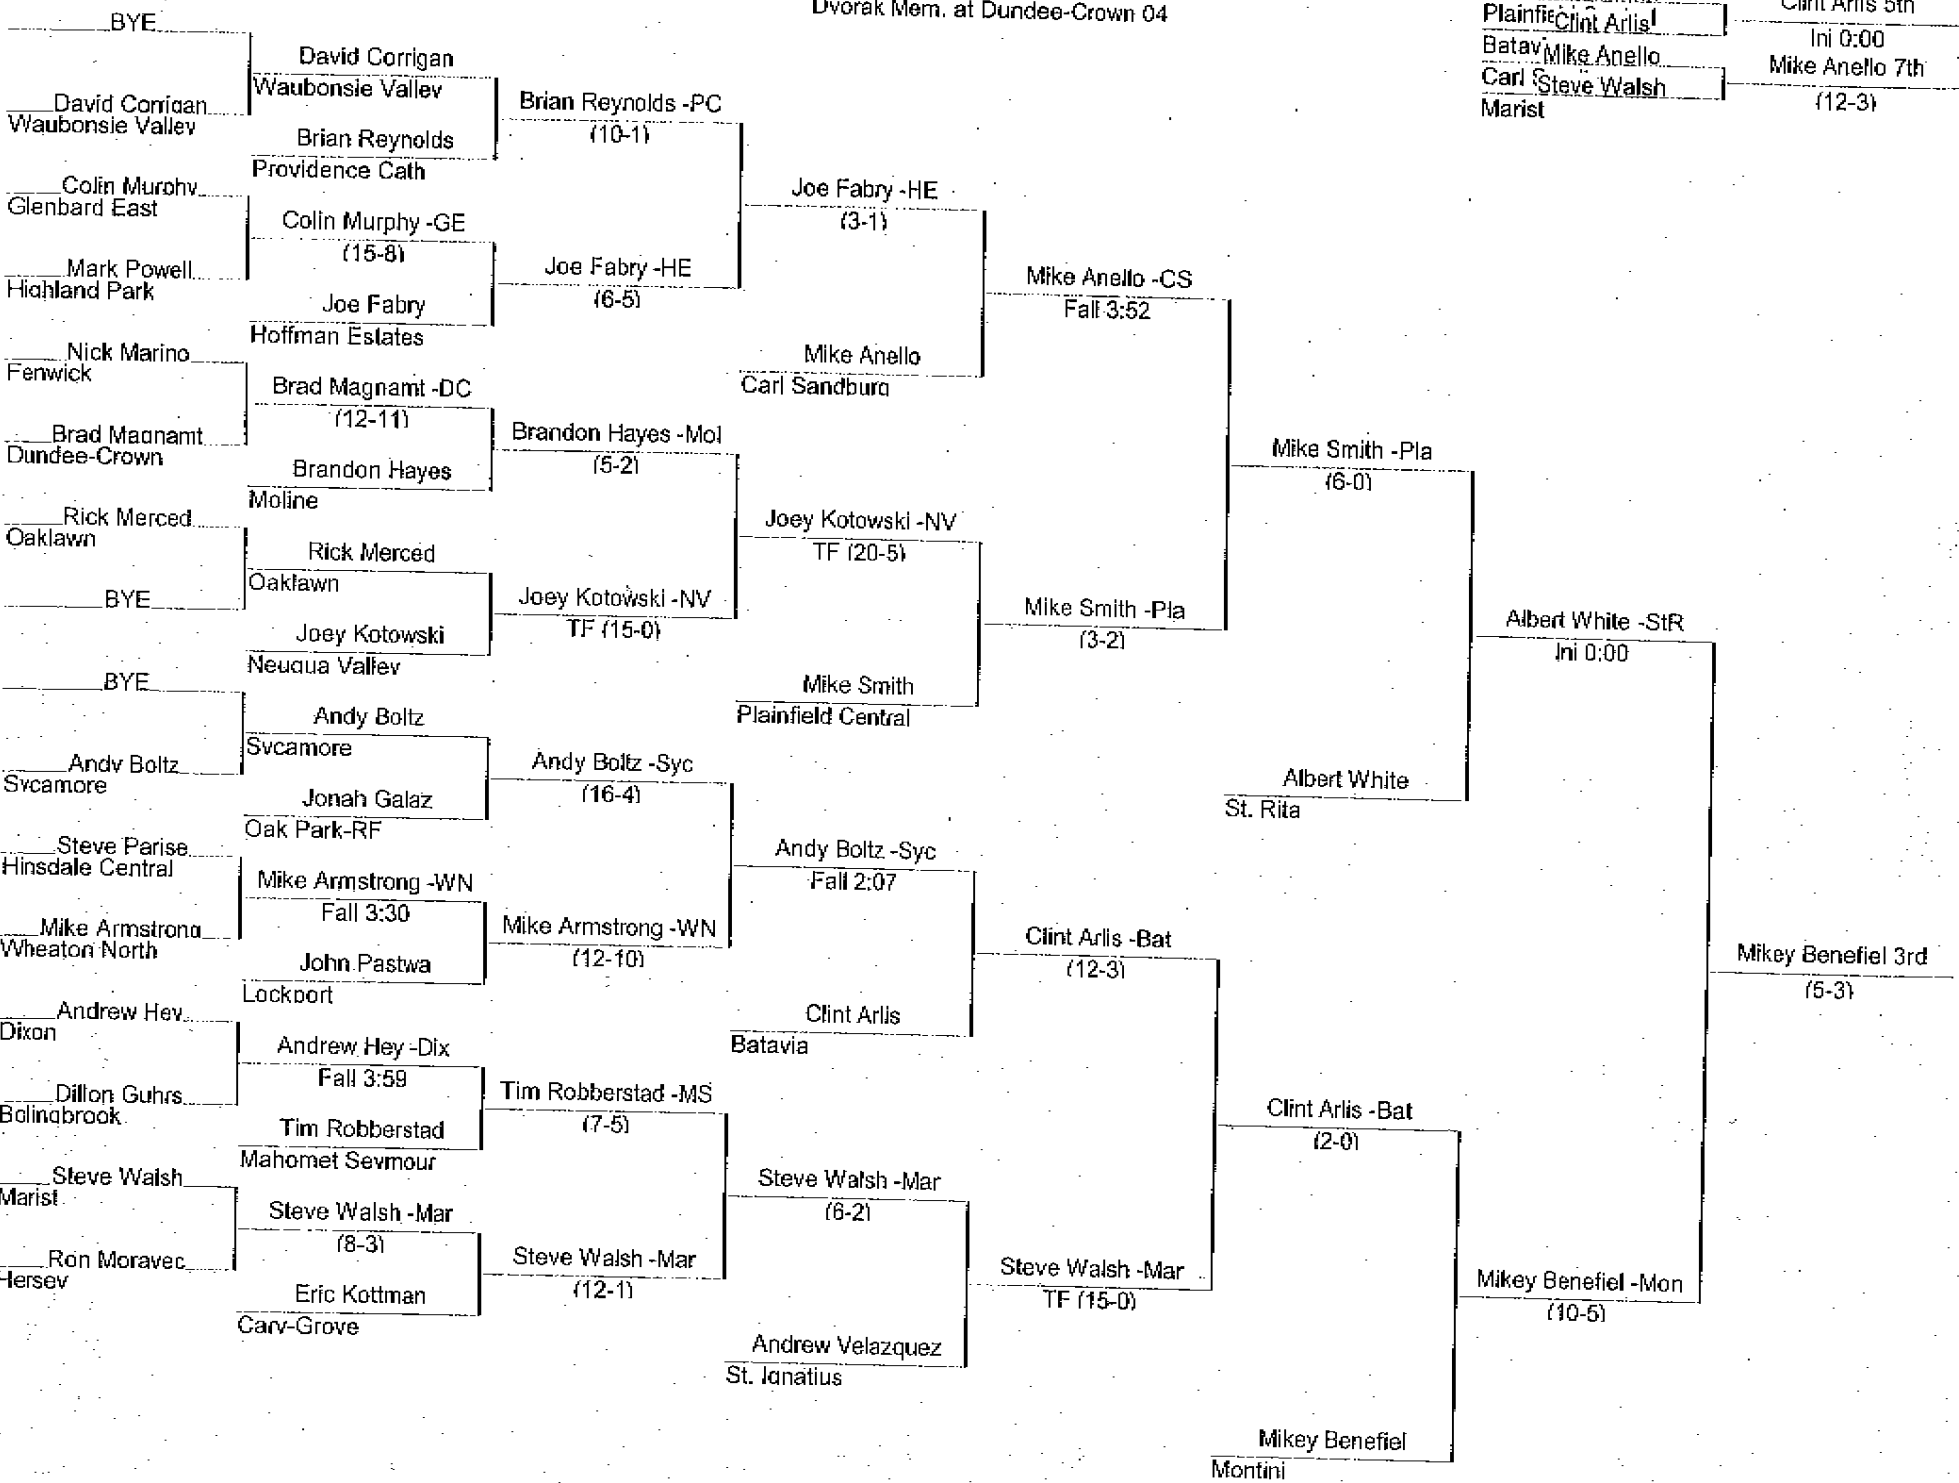 Dvorak Mem. at Dundee-Crown 04
Clint Arlis 5th
Clint Arlis
Ini 0:00
Mike Anello
Mike Anello 7th
Steve Walsh
(12-3)
Marist
BYE
David Corrigan
Waubonsie Valley
David Corrigan
Waubonsie Valley
Brian Reynolds -PC
(10-1)
Brian Reynolds
Providence Cath
Colin Murphy
Glenbard East
Colin Murphy -GE
(15-8)
Mark Powell
Highland Park
Joe Fabry -HE
(6-5)
Joe Fabry
Hoffman Estates
Joe Fabry -HE
(3-1)
Mike Anello -CS
Fall 3:52
Mike Anello
Carl Sandburg
Nick Marino
Fenwick
Brad Magnamt -DC
(12-11)
Brad Magnamt
Dundee-Crown
Brandon Hayes -Mol
(5-2)
Brandon Hayes
Moline
Rick Merced
Oaklawn
Rick Merced
Oaklawn
BYE
Joey Kotowski -NV
TF (15-0)
Joey Kotowski
Neuqua Valley
Joey Kotowski -NV
TF (20-5)
Mike Smith -Pla
(3-2)
Mike Smith
Plainfield Central
Mike Smith -Pla
(6-0)
Albert White -StR
Ini 0:00
Albert White
St. Rita
BYE
Andy Boltz
Sycamore
Andy Boltz
Sycamore
Andy Boltz -Syc
(16-4)
Jonah Galaz
Oak Park-RF
Steve Parise
Hinsdale Central
Mike Armstrong -WN
Fall 3:30
Mike Armstrong
Wheaton North
Mike Armstrong -WN
(12-10)
John Pastwa
Lockport
Andy Boltz -Syc
Fall 2:07
Clint Arlis -Bat
(12-3)
Clint Arlis
Batavia
Mikey Benefiel 3rd
(5-3)
Andrew Hey
Dixon
Andrew Hey -Dix
Fall 3:59
Dillon Guhrs
Bolingbrook
Tim Robberstad -MS
(7-5)
Tim Robberstad
Mahomet Seymour
Clint Arlis -Bat
(2-0)
Steve Walsh
Marist
Steve Walsh -Mar
(8-3)
Ron Moravec
Hersey
Steve Walsh -Mar
(12-1)
Eric Kottman
Cary-Grove
Steve Walsh -Mar
(6-2)
Steve Walsh -Mar
TF (15-0)
Andrew Velazquez
St. Ignatius
Mikey Benefiel -Mon
(10-5)
Mikey Benefiel
Montini